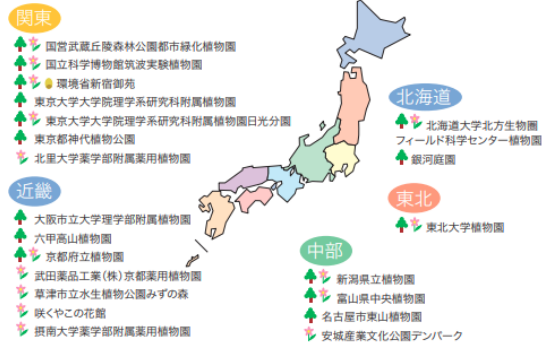 関東
国営武蔵丘陵森林公園都市緑化植物園
国立科学博物館筑波実験植物園
環境省新宿御苑
東京大学大学院理学系研究科附属植物園
東京大学大学院理学系研究科附属植物園日光分園
東京都神代植物公園
北里大学薬学部附属薬用植物園
近畿
大阪市立大学理学部附属植物園
六甲高山植物園
京都府立植物園
武田薬品工業(株)京都薬用植物園
草津市立水生植物公園みずの森
咲くやこの花館
摂南大学薬学部附属薬用植物園
北海道
北海道大学北方生物圏
フィールド科学センター植物園
銀河庭園
東北
東北大学植物園
中部
新潟県立植物園
富山県中央植物園
名古屋市東山植物園
安城産業文化公園デンパーク